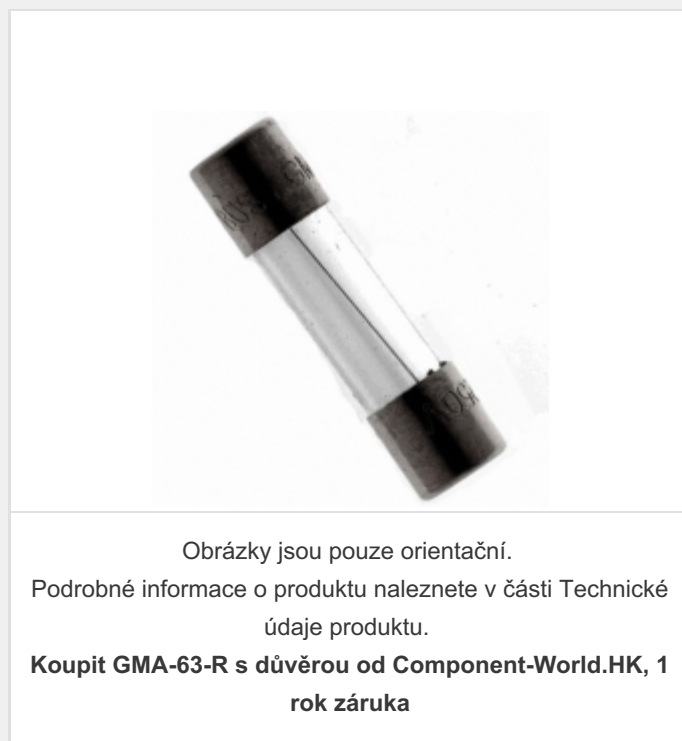 Obrázky jsou pouze orientační.
Podrobné informace o produktu naleznete v části Technické
údaje produktu.
Koupit GMA-63-R s důvěrou od Component-World.HK, 1
rok záruka